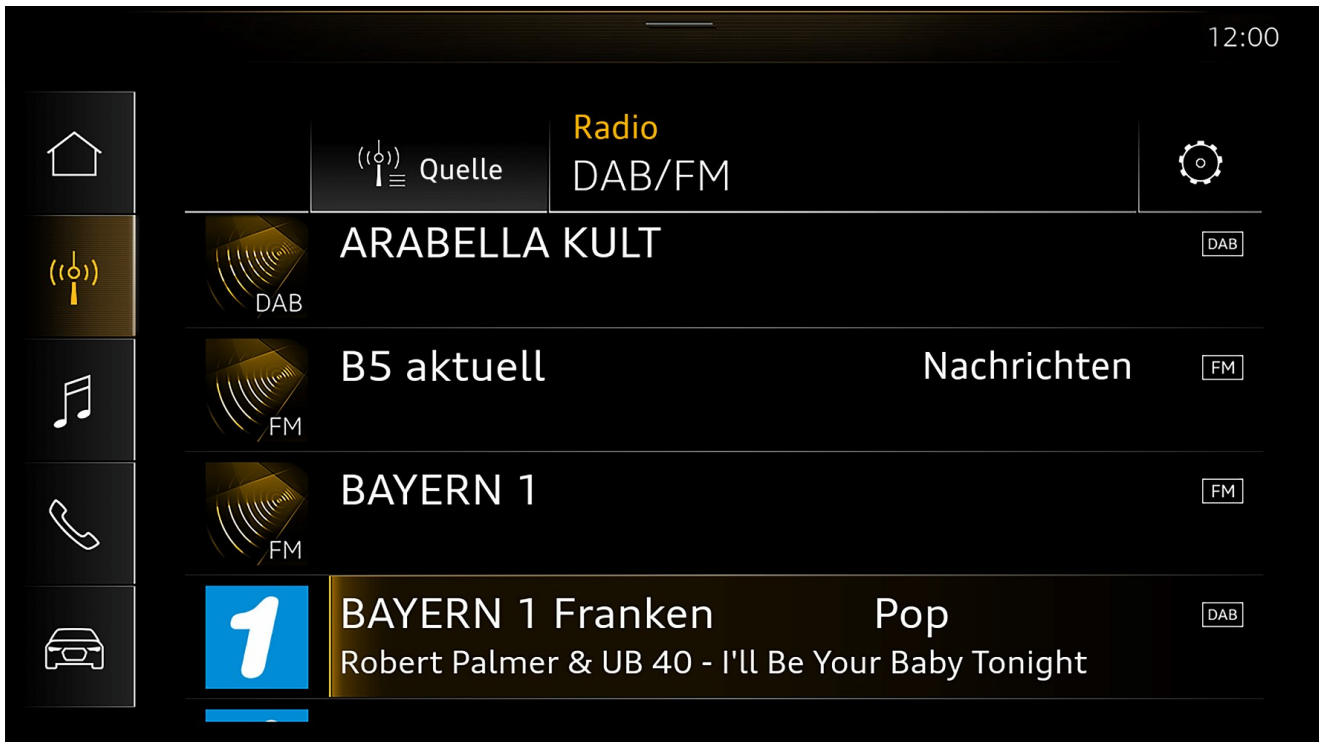 12:00
Radio
Quelle
DAB/FM
ARABELLA KULT
DAB
DAB
B5 aktuell
Nachrichten
FM
FM
BAYERN 1
FM
FM
1
BAYERN 1 Franken
Pop
DAB
Robert Palmer & UB 40 - I'll Be Your Baby Tonight